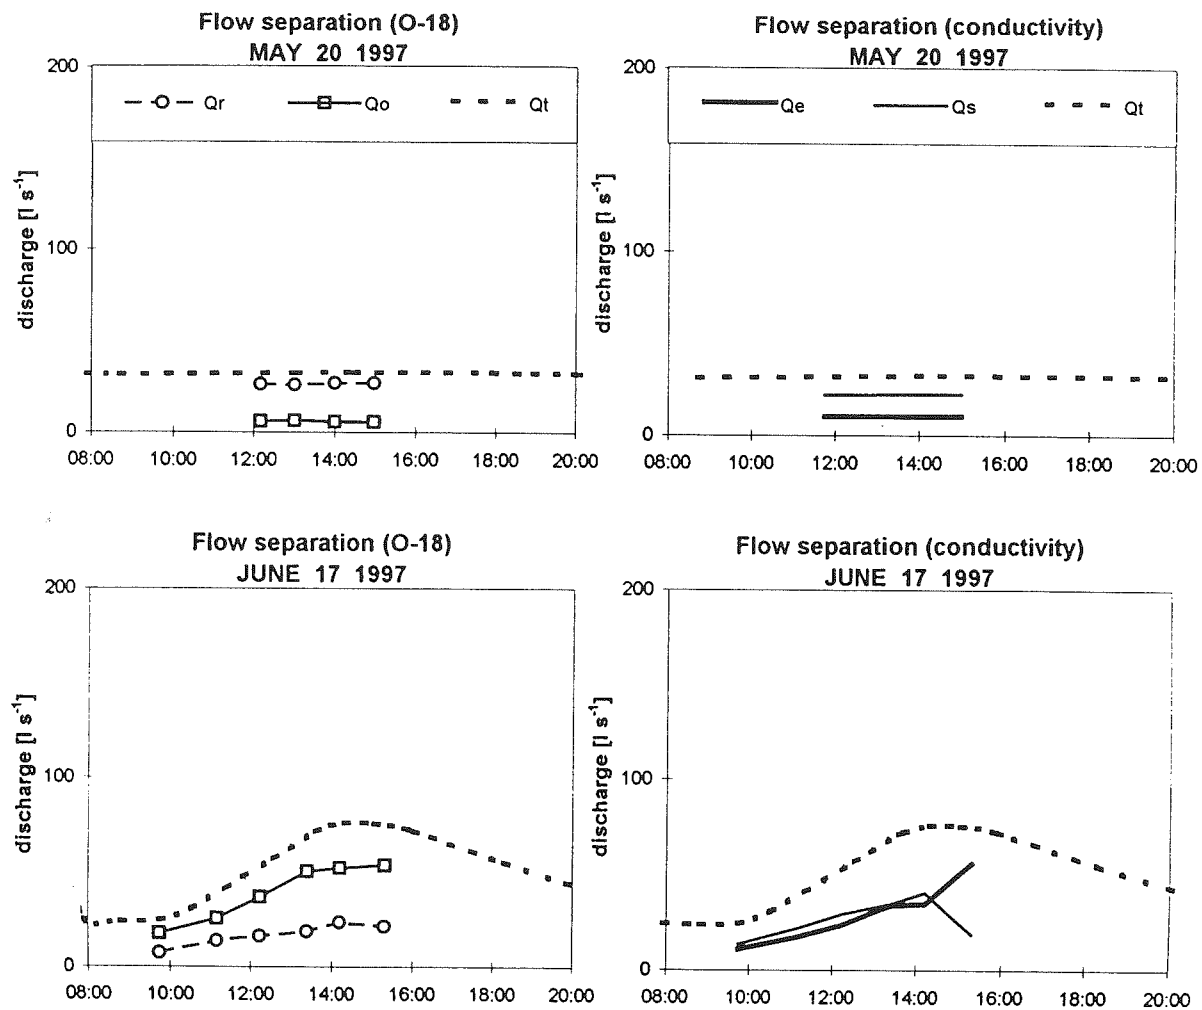 Flow separation (O-18)
MAY 20 1997
200
Qr
Qo
Qt
100
0
discharge [l s⁻¹]
08:00 10:00 12:00 14:00 16:00 18:00 20:00
Flow separation (conductivity)
MAY 20 1997
200
Qe
Qs
Qt
100
0
discharge [l s⁻¹]
08:00 10:00 12:00 14:00 16:00 18:00 20:00
Flow separation (O-18)
JUNE 17 1997
200
100
0
discharge [l s⁻¹]
08:00 10:00 12:00 14:00 16:00 18:00 20:00
Flow separation (conductivity)
JUNE 17 1997
200
100
0
discharge [l s⁻¹]
08:00 10:00 12:00 14:00 16:00 18:00 20:00